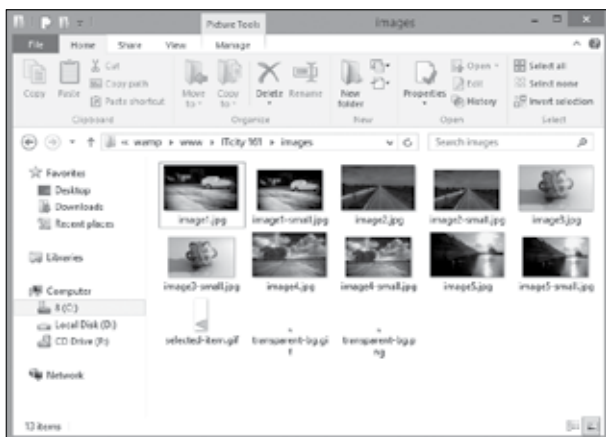 Picture Tools
images
File Home Share View Manage
Copy
Paste
Cut
Copy path
Paste shortcut
Clipboard
Move to
Copy to
Delete
Rename
Organise
New folder
New
Properties
Open
Edit
History
Open
Select all
Select none
Invert selection
Select
« wamp www ITcity 161 images
Search images
Favorites
Desktop
Downloads
Recent places
Libraries
Computer
8 (C:)
Local Disk (D:)
CD Drive (F:)
Network
image1.jpg image1-small.jpg image2.jpg image2-small.jpg image3.jpg
image3-small.jpg image4.jpg image4-small.jpg image5.jpg image5-small.jpg
selected-item.gif transparent-bg.gi transparent-bg.p
f ng
13 items